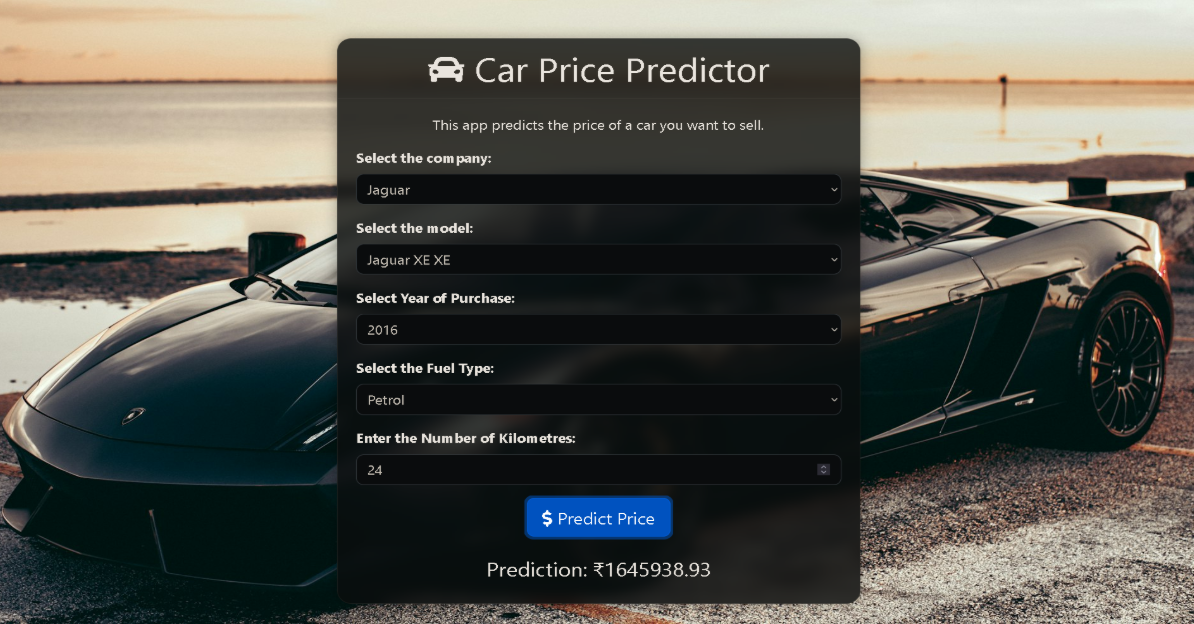 Car Price Predictor
This app predicts the price of a car you want to sell.
Select the company:
Jaguar
Select the model:
Jaguar XE XE
Select Year of Purchase:
2016
Select the Fuel Type:
Petrol
Enter the Number of Kilometres:
24
$ Predict Price
Prediction: ₹1645938.93